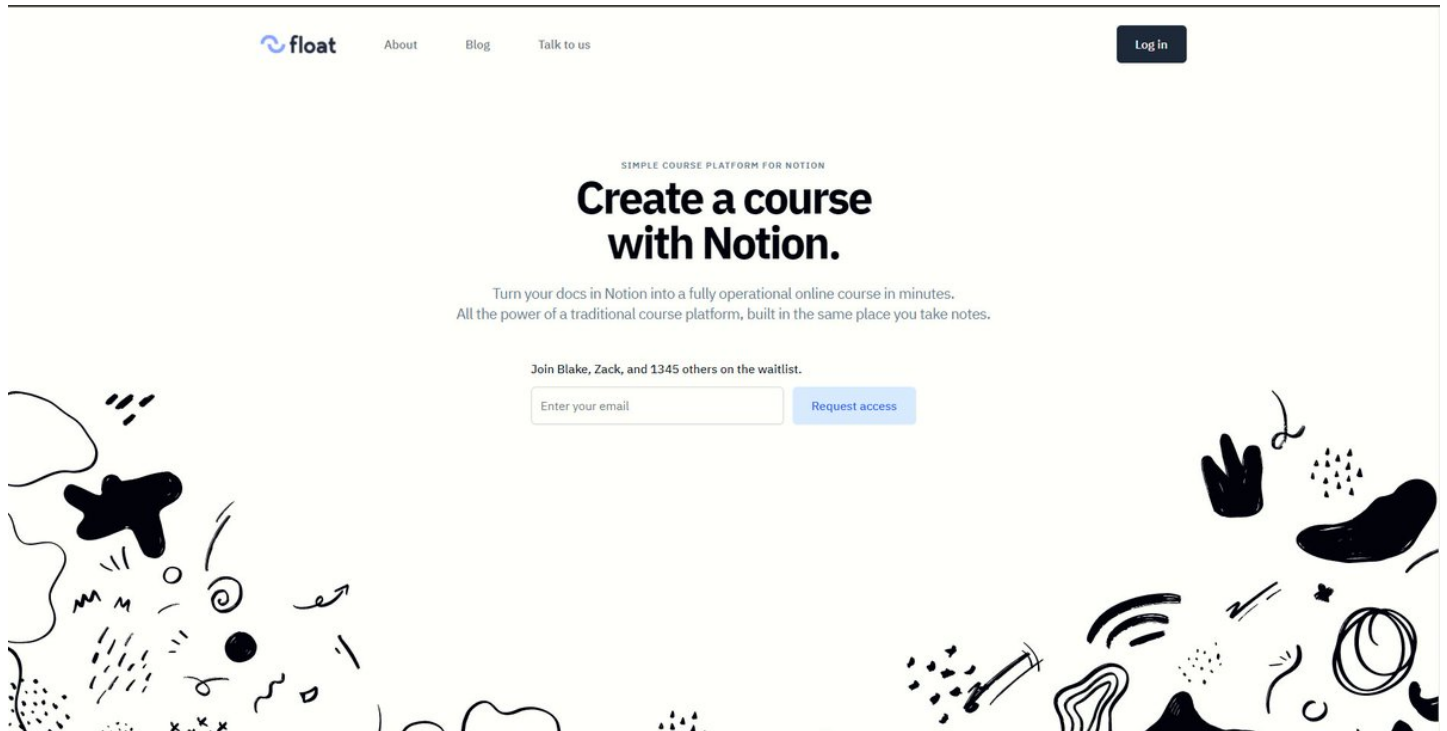 float
About
Blog
Talk to us
Log in
SIMPLE COURSE PLATFORM FOR NOTION
Create a course
with Notion.
Turn your docs in Notion into a fully operational online course in minutes.
All the power of a traditional course platform, built in the same place you take notes.
Join Blake, Zack, and 1345 others on the waitlist.
Enter your email
Request access